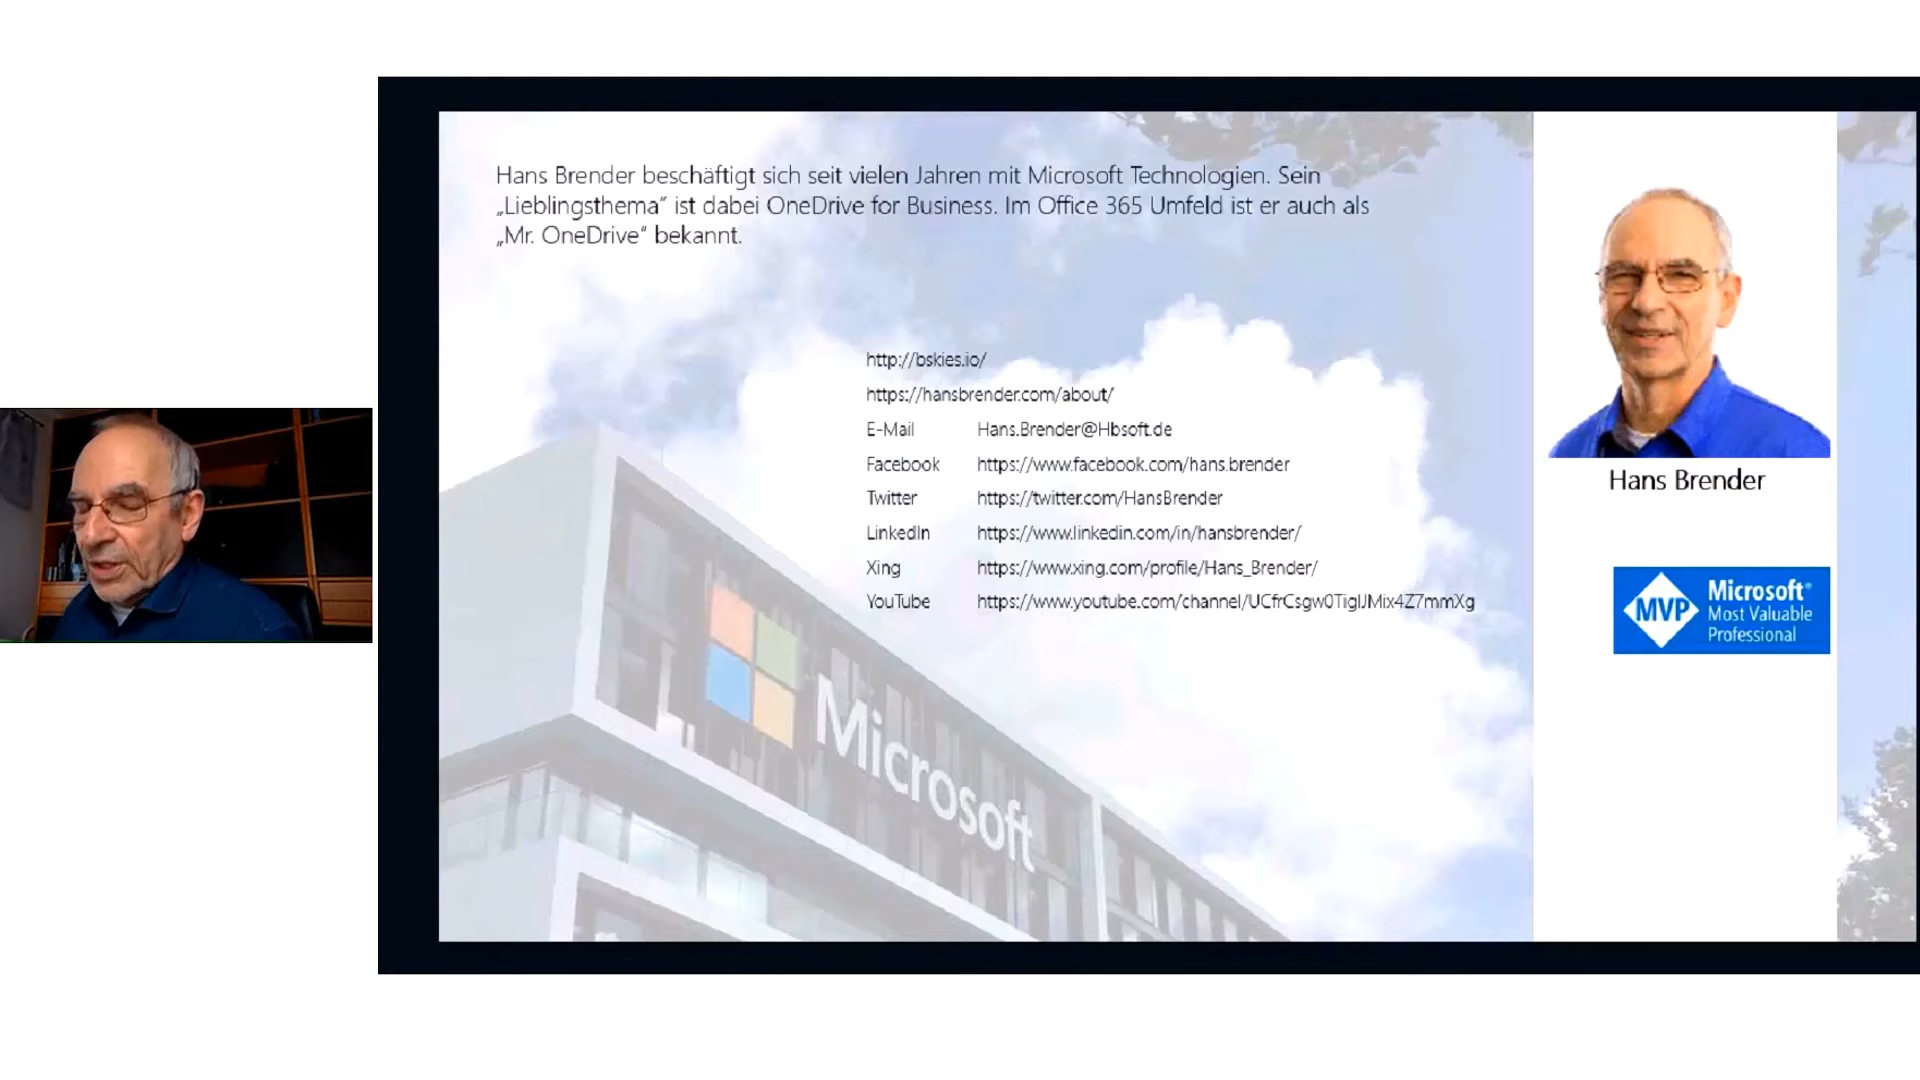 Hans Brender beschäftigt sich seit vielen Jahren mit Microsoft Technologien. Sein
„Lieblingsthema“ ist dabei OneDrive for Business. Im Office 365 Umfeld ist er auch als
„Mr. OneDrive“ bekannt.
http://bskies.io/
https://hansbrender.com/about/
E-Mail Hans.Brender@Hbsoft.de
Facebook https://www.facebook.com/hans.brender
Twitter https://twitter.com/HansBrender
LinkedIn https://www.linkedin.com/in/hansbrender/
Xing https://www.xing.com/profile/Hans_Brender/
YouTube https://www.youtube.com/channel/UCfrCsgw0TigIJMix4Z7mmXg
Microsoft
Hans Brender
MVP
Microsoft®
Most Valuable
Professional